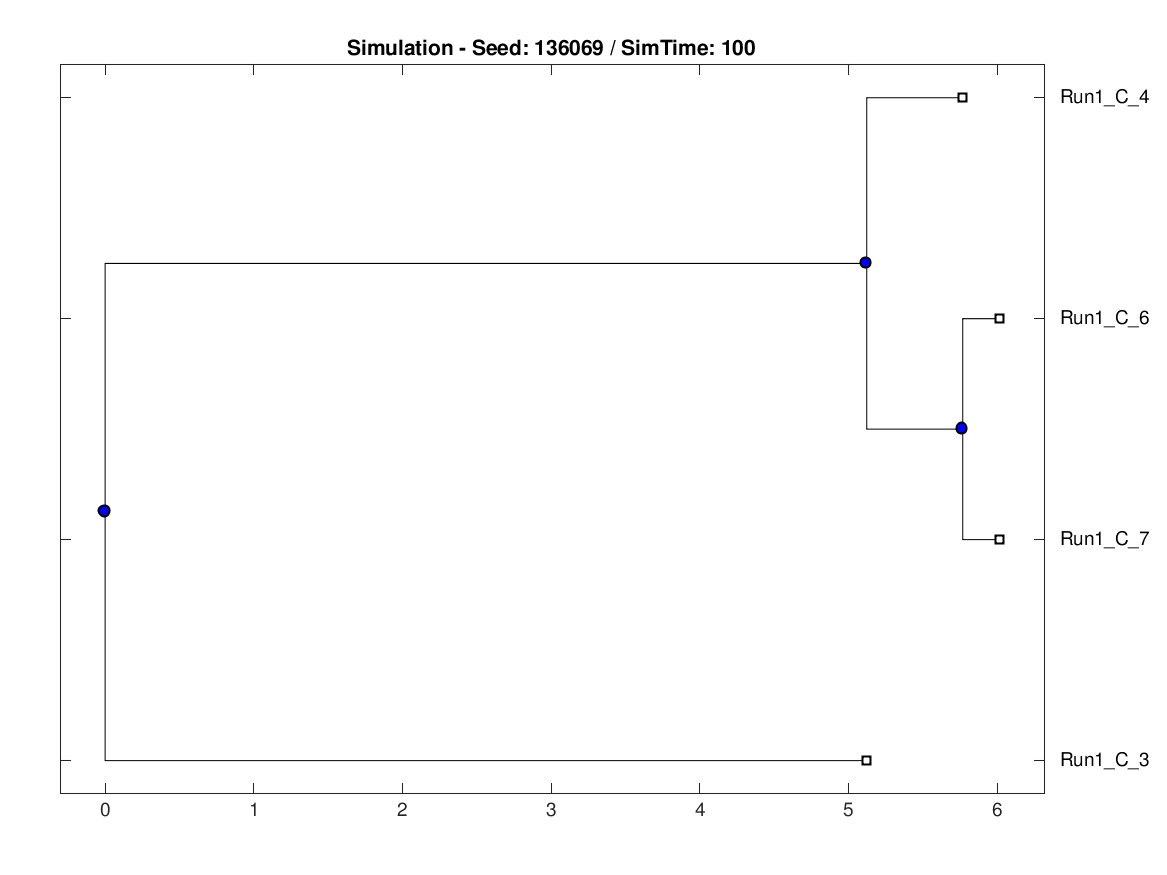 Simulation - Seed: 136069 / SimTime: 100
Run1_C_4
Run1_C_6
Run1_C_7
Run1_C_3
0 1 2 3 4 5 6